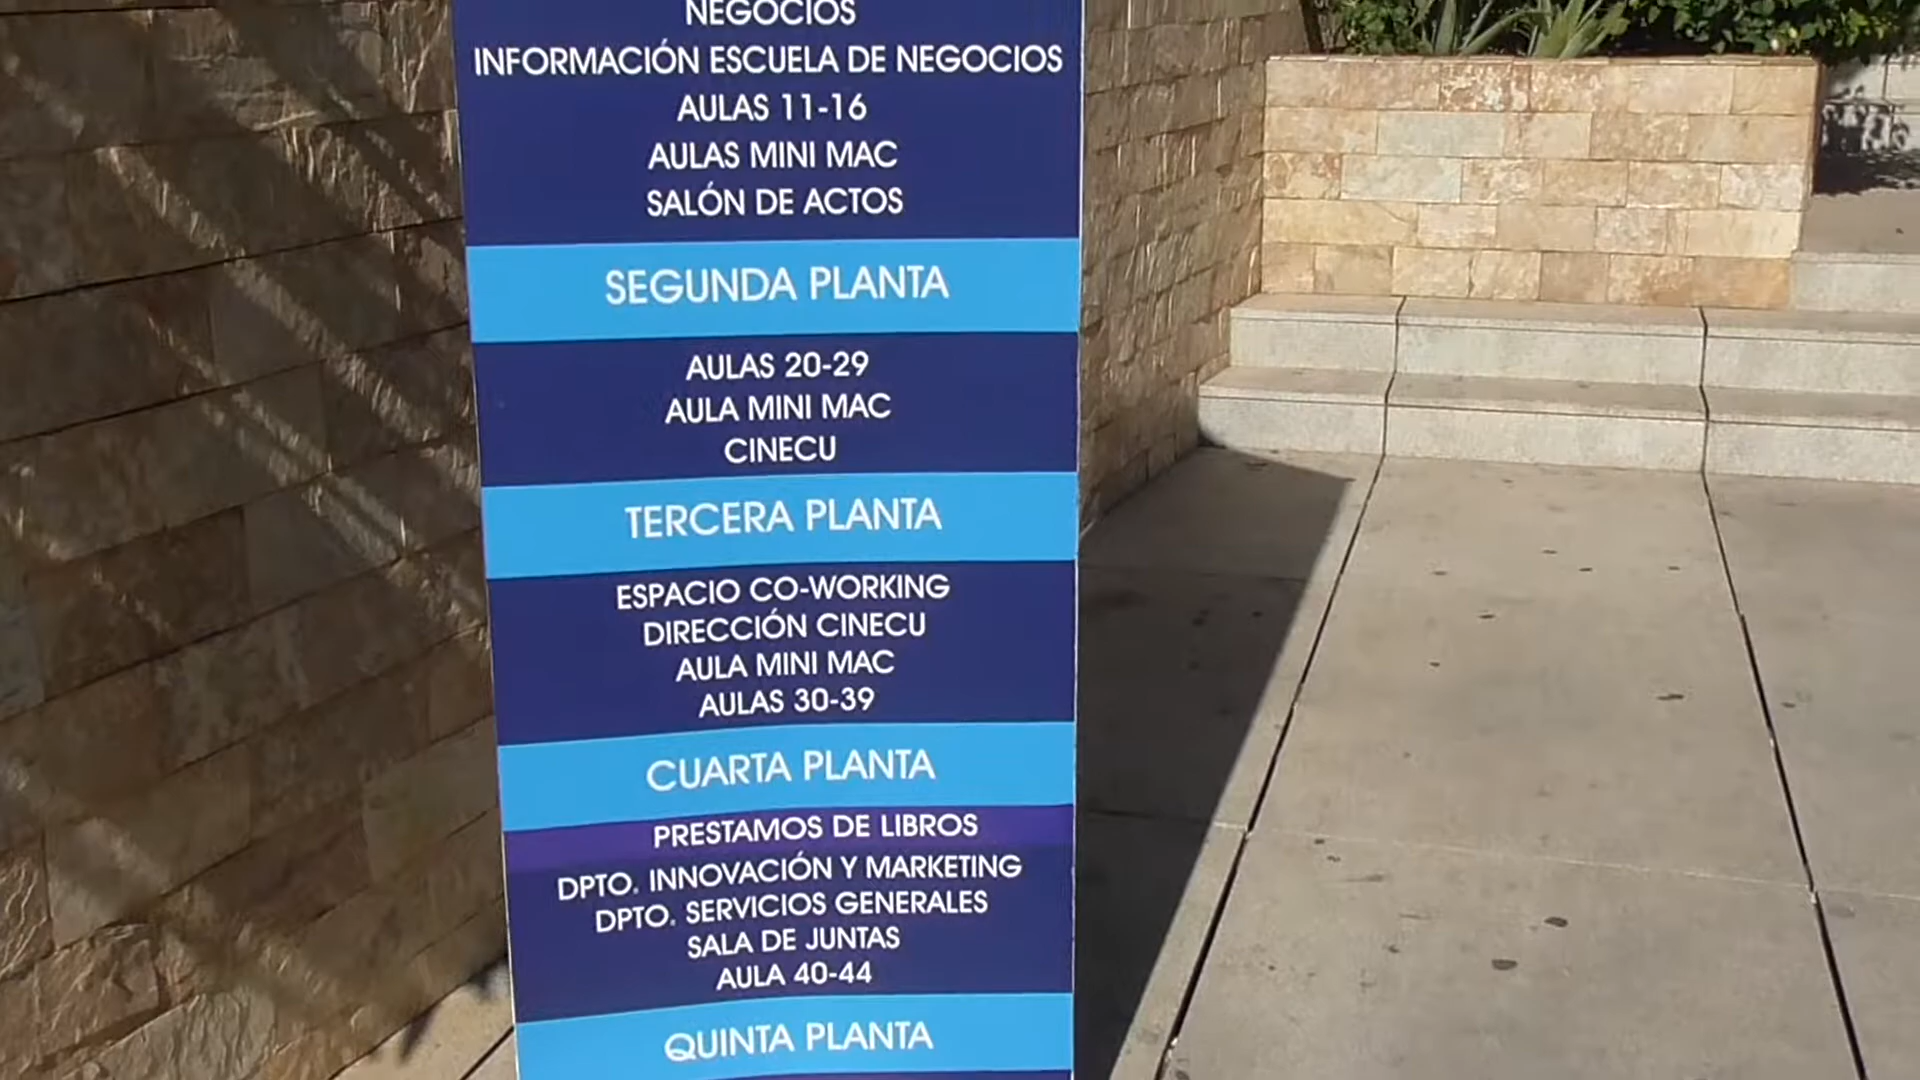 NEGOCIOS
INFORMACIÓN ESCUELA DE NEGOCIOS
AULAS 11-16
AULAS MINI MAC
SALÓN DE ACTOS
SEGUNDA PLANTA
AULAS 20-29
AULA MINI MAC
CINECU
TERCERA PLANTA
ESPACIO CO-WORKING
DIRECCIÓN CINECU
AULA MINI MAC
AULAS 30-39
CUARTA PLANTA
PRESTAMOS DE LIBROS
DPTO. INNOVACIÓN Y MARKETING
DPTO. SERVICIOS GENERALES
SALA DE JUNTAS
AULA 40-44
QUINTA PLANTA